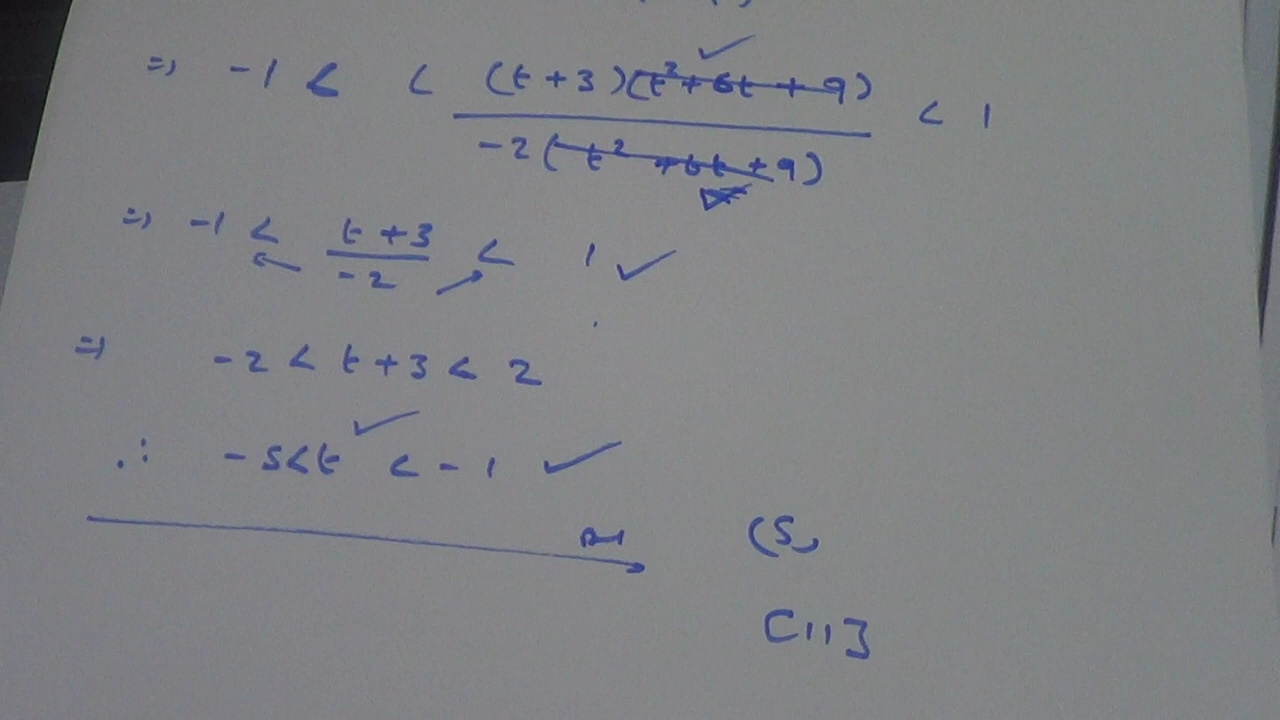 ⇒ -1 < < (t+3)(t²+6t+9) / -2(t²+6t+9) < 1
⇒ -1 < t+3 / -2 < 1 ✓
⇒ -2 < t+3 < 2
∴ -5<t < -1 ✓
(5)
[11]